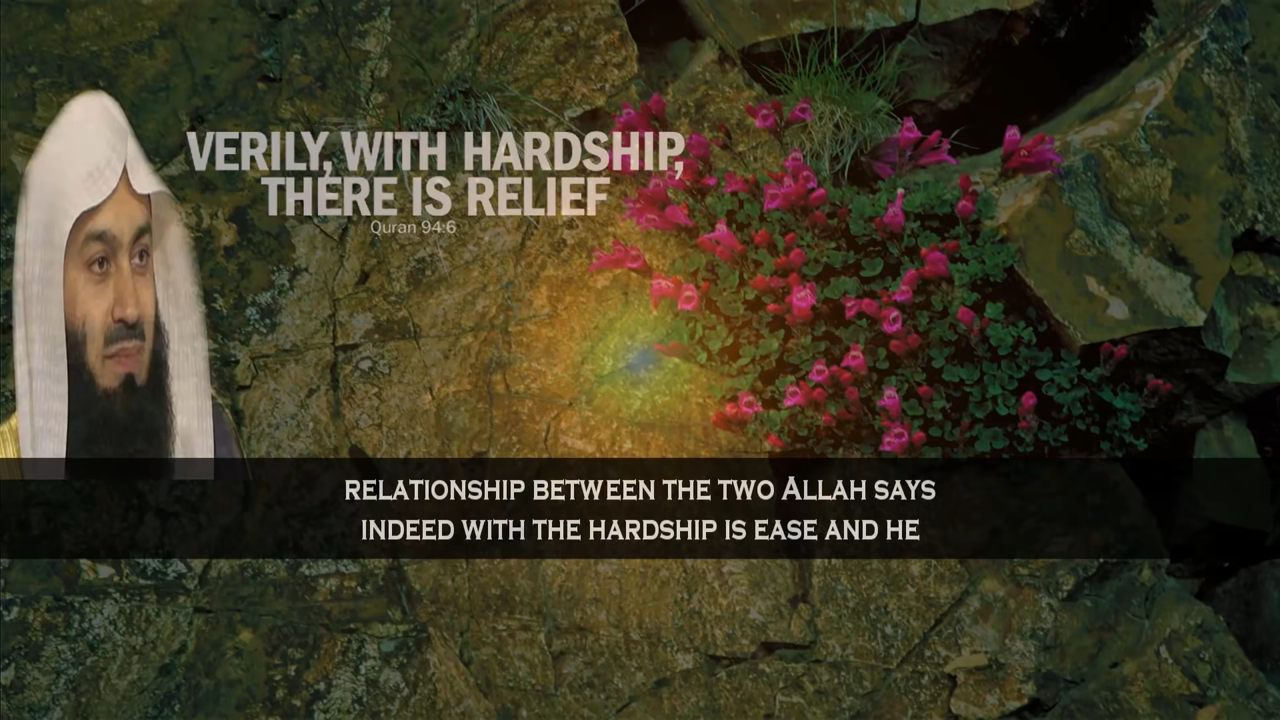 VERILY, WITH HARDSHIP,
THERE IS RELIEF
Quran 94:6
RELATIONSHIP BETWEEN THE TWO ALLAH SAYS
INDEED WITH THE HARDSHIP IS EASE AND HE